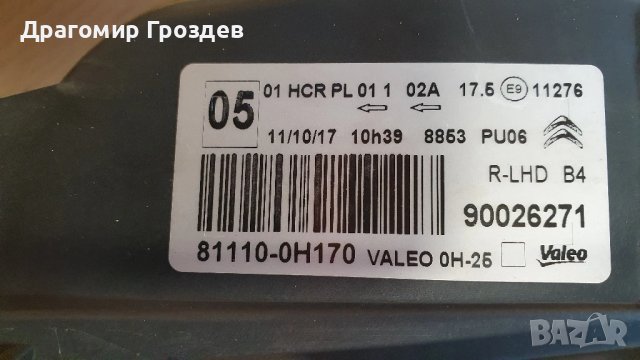 Драгомир Гроздев
05 01 HCR PL 01 1 02A 17.5 E9 11276
11/10/17 10h39 8853 PU06
R-LHD B4
90026271
81110-0H170 VALEO 0H-25 Valeo
BAZAR